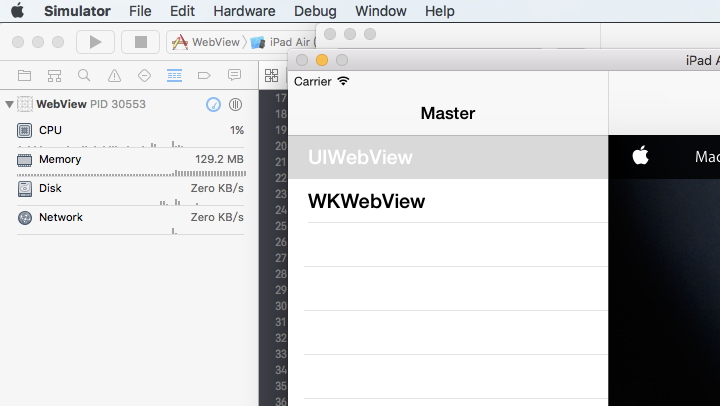 Simulator File Edit Hardware Debug Window Help
WebView iPad Air (
iPad A
Carrier
WebView PID 30553
CPU 1%
Memory 129.2 MB
Disk Zero KB/s
Network Zero KB/s
17
18
19
20
21
22
23
24
25
26
27
28
29
30
31
32
33
34
35
36
Master
UIWebView
WKWebView
Mac